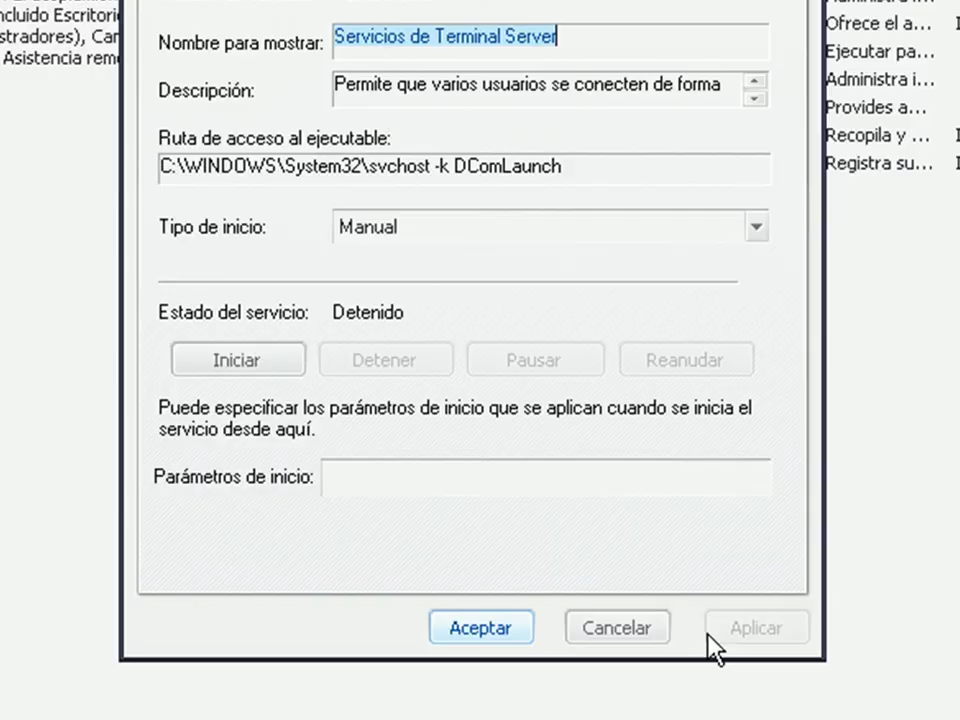 ncluido Escritorio
stradores), Car
Asistencia rem
Nombre para mostrar: Servicios de Terminal Server
Descripción: Permite que varios usuarios se conecten de forma
Ruta de acceso al ejecutable:
C:\WINDOWS\System32\svchost -k DComLaunch
Tipo de inicio: Manual
Estado del servicio: Detenido
Iniciar Detener Pausar Reanudar
Puede especificar los parámetros de inicio que se aplican cuando se inicia el
servicio desde aquí.
Parámetros de inicio:
Aceptar Cancelar Aplicar
Ofrece el a...
Ejecutar pa...
Administra i...
Provides a...
Recopila y ...
Registra su...